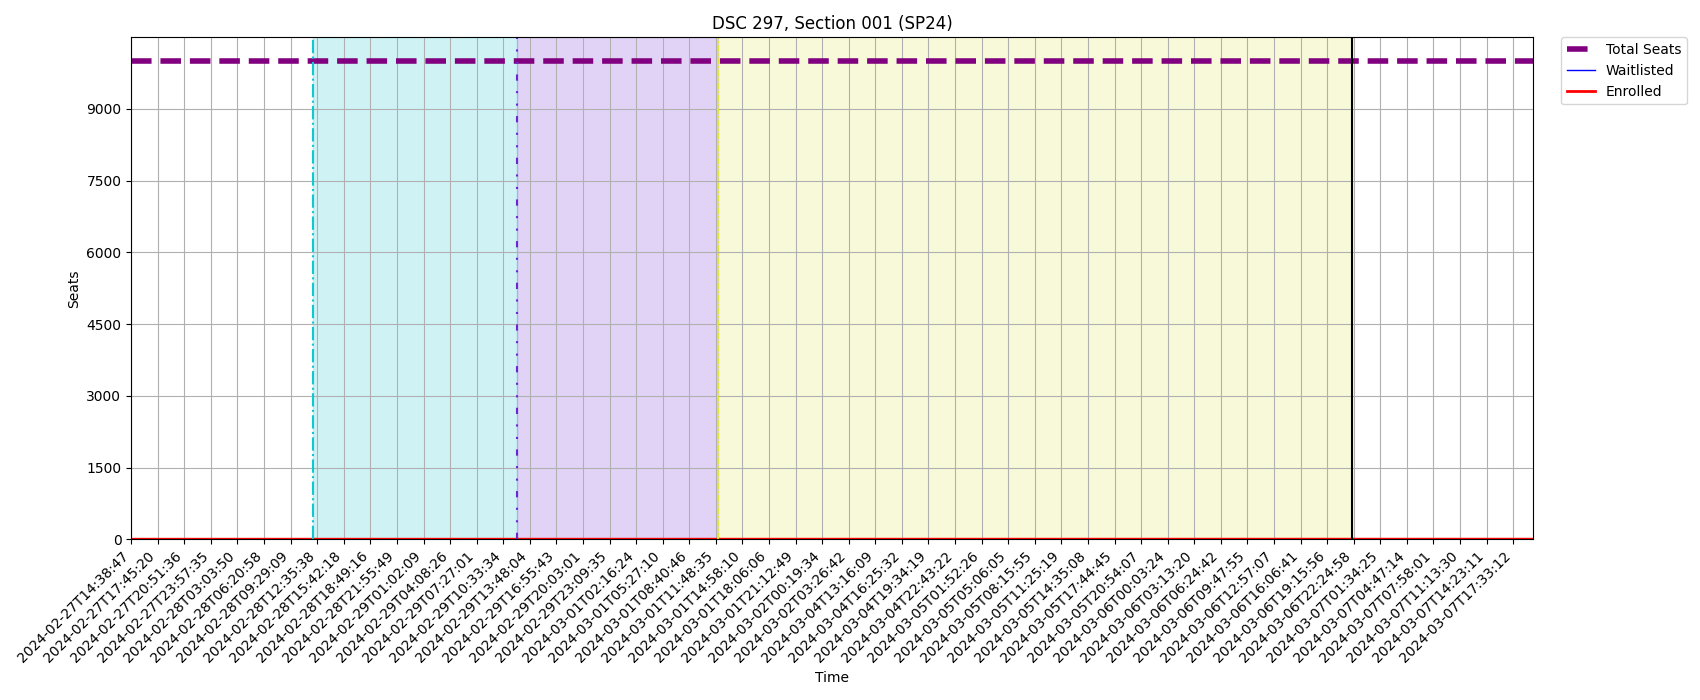 DSC 297, Section 001 (SP24)
Total Seats
Waitlisted
Enrolled
9000
7500
6000
4500
3000
1500
0
Seats
2024-02-27T14:38:47
2024-02-27T17:45:20
2024-02-27T20:51:36
2024-02-27T23:57:35
2024-02-28T03:03:50
2024-02-28T06:20:58
2024-02-28T09:29:09
2024-02-28T12:35:38
2024-02-28T15:42:18
2024-02-28T18:49:16
2024-02-28T21:55:49
2024-02-29T01:02:09
2024-02-29T04:08:26
2024-02-29T07:27:01
2024-02-29T10:33:34
2024-02-29T13:48:04
2024-02-29T16:55:43
2024-02-29T20:03:01
2024-02-29T23:09:35
2024-03-01T02:16:24
2024-03-01T05:27:10
2024-03-01T08:40:46
2024-03-01T11:48:35
2024-03-01T14:58:10
2024-03-01T18:06:06
2024-03-01T21:12:49
2024-03-02T00:19:34
2024-03-02T03:26:42
2024-03-04T13:16:09
2024-03-04T16:25:32
2024-03-04T19:34:19
2024-03-04T22:43:22
2024-03-05T01:52:26
2024-03-05T05:06:05
2024-03-05T08:15:55
2024-03-05T11:25:19
2024-03-05T14:35:08
2024-03-05T17:44:45
2024-03-05T20:54:07
2024-03-06T00:03:24
2024-03-06T03:13:20
2024-03-06T06:24:42
2024-03-06T09:47:55
2024-03-06T12:57:07
2024-03-06T16:06:41
2024-03-06T19:15:56
2024-03-06T22:24:58
2024-03-07T01:34:25
2024-03-07T04:47:14
2024-03-07T07:58:01
2024-03-07T11:13:30
2024-03-07T14:23:11
2024-03-07T17:33:12
Time